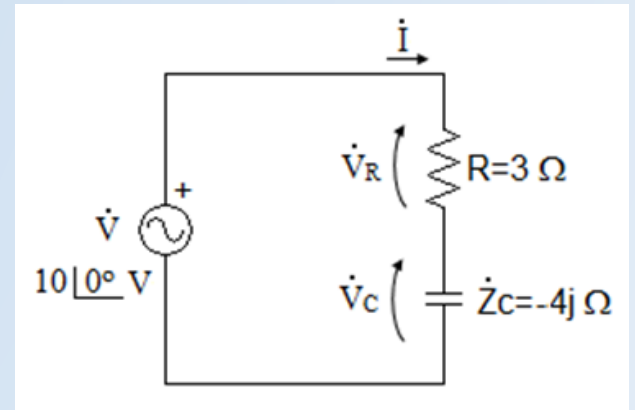 İ
V̇R
R=3 Ω
+
V̇
10|0° V
V̇C
ŻC=-4j Ω